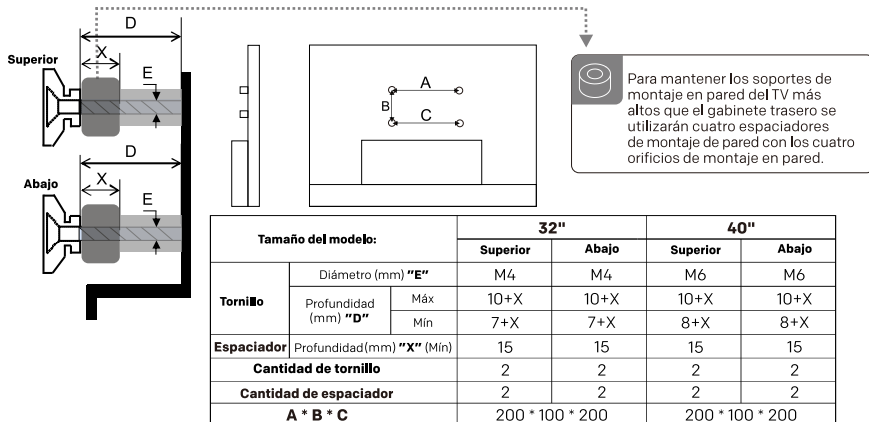 D
X
Superior
E
D
X
Abajo
E
A
B
C
Para mantener los soportes de
montaje en pared del TV más
altos que el gabinete trasero se
utilizarán cuatro espaciadores
de montaje de pared con los cuatro
orificios de montaje en pared.
Tamaño del modelo: 32" 40"
Superior Abajo Superior Abajo
Tornillo Diámetro (mm) "E" M4 M4 M6 M6
Profundidad (mm) "D" Máx 10+X 10+X 10+X 10+X
Mín 7+X 7+X 8+X 8+X
Espaciador Profundidad(mm) "X" (Mín) 15 15 15 15
Cantidad de tornillo 2 2 2 2
Cantidad de espaciador 2 2 2 2
A * B * C 200 * 100 * 200 200 * 100 * 200